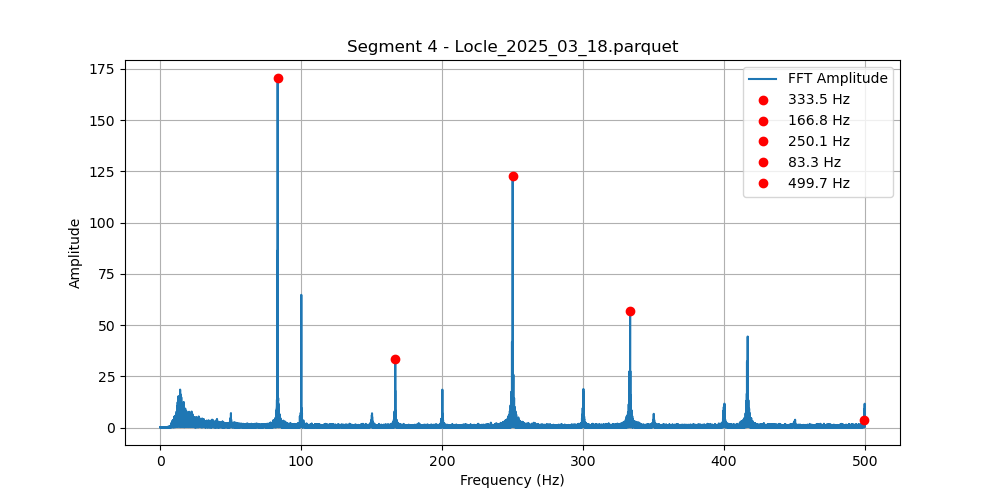 Segment 4 - Locle_2025_03_18.parquet
FFT Amplitude
333.5 Hz
166.8 Hz
250.1 Hz
83.3 Hz
499.7 Hz
175
150
125
100
75
50
25
0
Amplitude
0 100 200 300 400 500
Frequency (Hz)